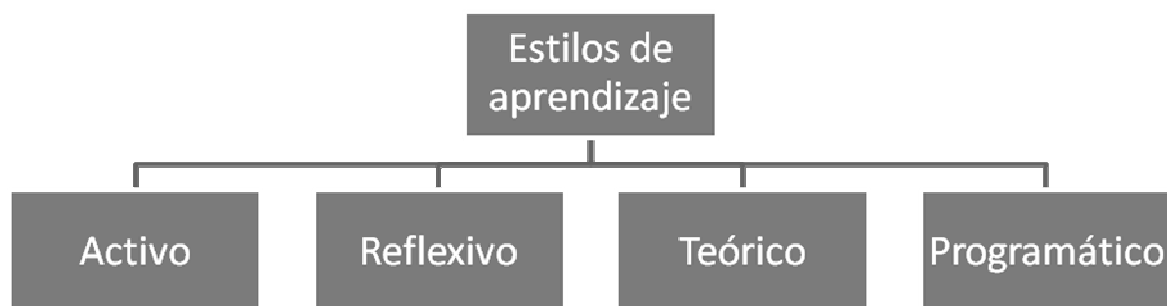 Estilos de
aprendizaje
Activo
Reflexivo
Teórico
Programático